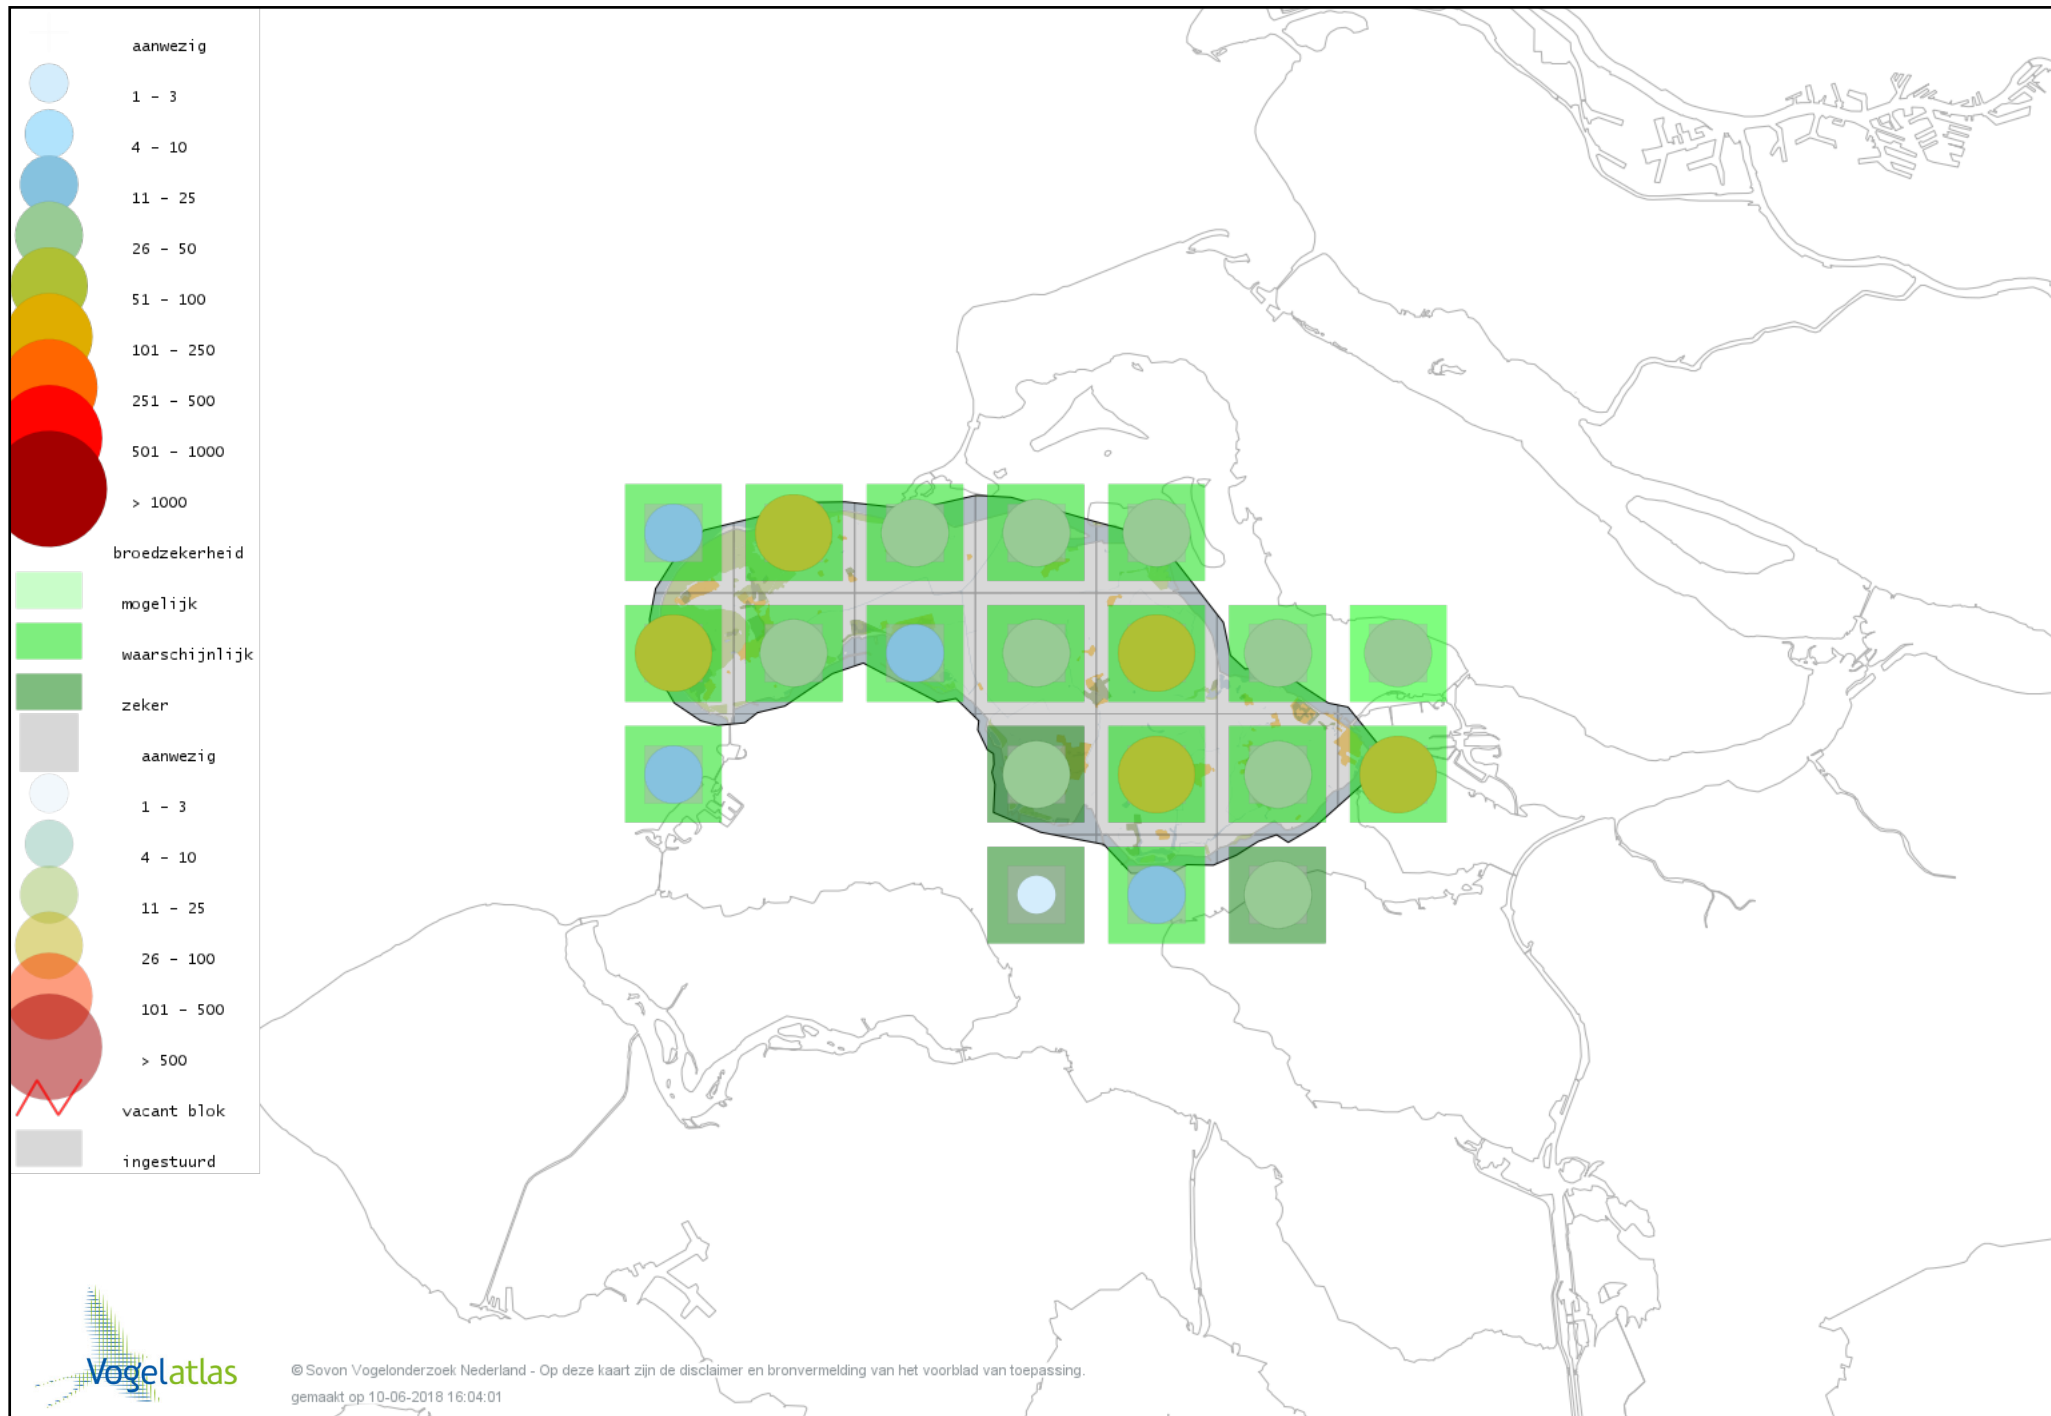 aanwezig
1 - 3
4 - 10
11 - 25
26 - 50
51 - 100
101 - 250
251 - 500
501 - 1000
> 1000
broedzekerheid
mogelijk
waarschijnlijk
zeker
aanwezig
1 - 3
4 - 10
11 - 25
26 - 100
101 - 500
> 500
vacant blok
ingestuurd
Vogelatlas
© Sovon Vogelonderzoek Nederland - Op deze kaart zijn de disclaimer en bronvermelding van het voorblad van toepassing.
gemaakt op 10-06-2018 16:04:01